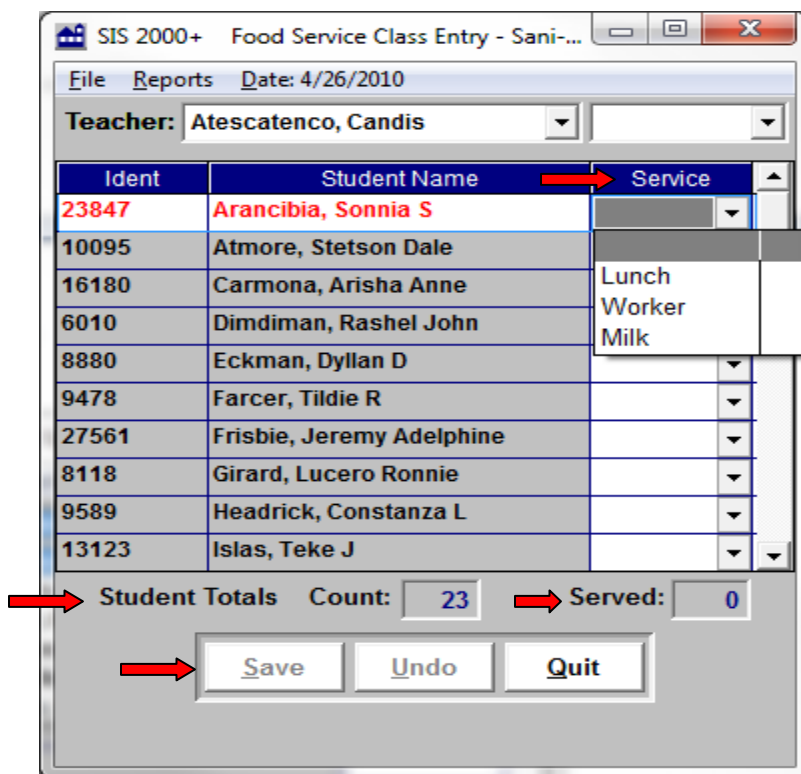 SIS 2000+ Food Service Class Entry - Sani-...
File Reports Date: 4/26/2010
Teacher: Atescatenco, Candis
Ident Student Name Service
23847 Arancibia, Sonnia S
10095 Atmore, Stetson Dale
16180 Carmona, Arisha Anne
Lunch
6010 Dimdiman, Rashel John
Worker
Milk
8880 Eckman, Dyllan D
9478 Farcer, Tildie R
27561 Frisbie, Jeremy Adelphine
8118 Girard, Lucero Ronnie
9589 Headrick, Constanza L
13123 Islas, Teke J
Student Totals Count: 23 Served: 0
Save Undo Quit